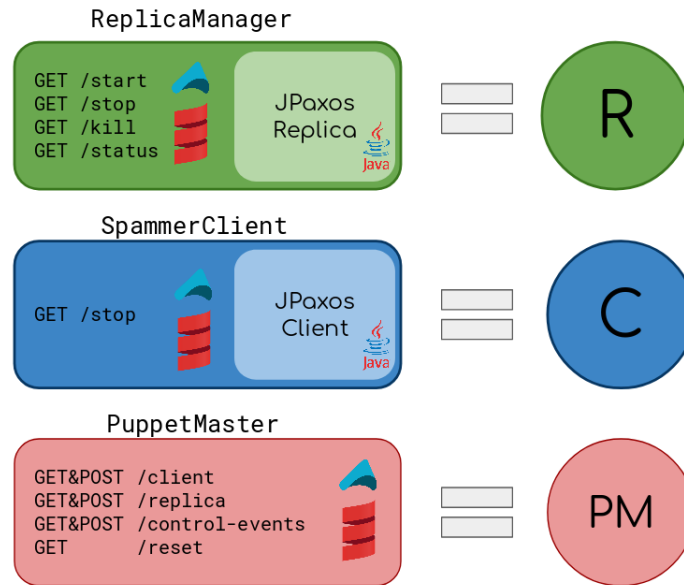 ReplicaManager
GET /start
GET /stop
GET /kill
GET /status
JPaxos
Replica
Java
R
SpammerClient
GET /stop
JPaxos
Client
Java
C
PuppetMaster
GET&POST /client
GET&POST /replica
GET&POST /control-events
GET /reset
PM